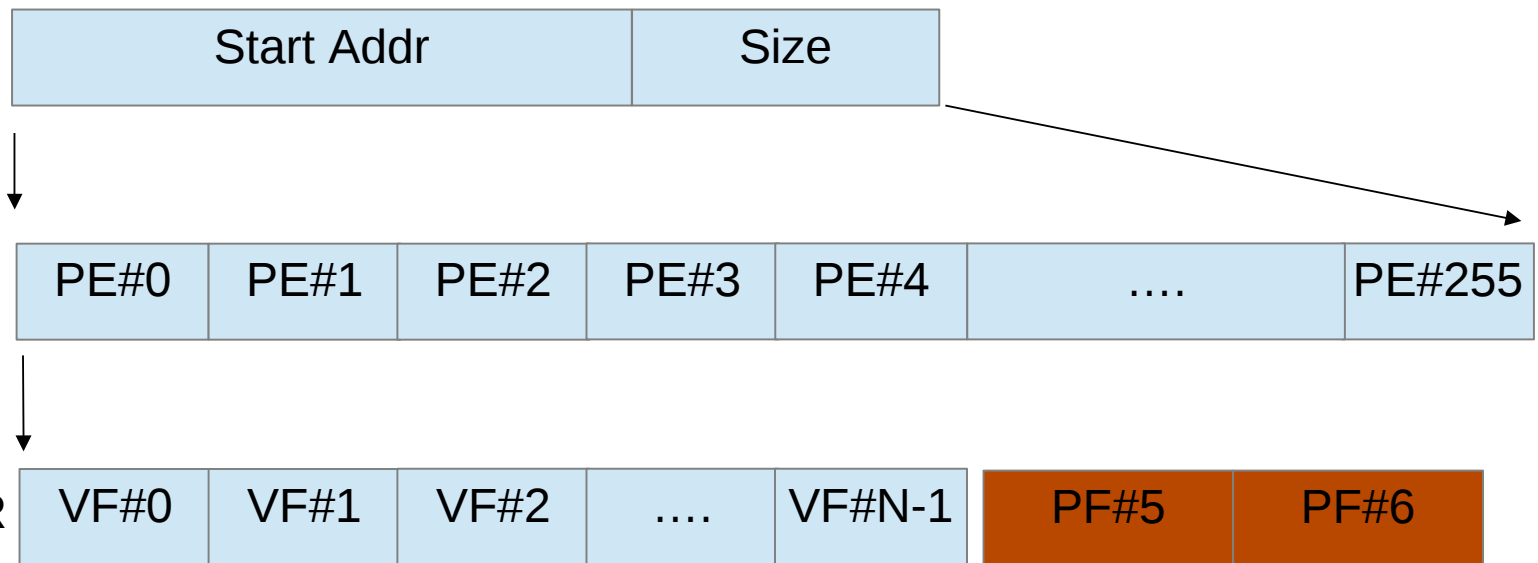 Start Addr Size
PE#0 PE#1 PE#2 PE#3 PE#4 .... PE#255
R VF#0 VF#1 VF#2 .... VF#N-1 PF#5 PF#6